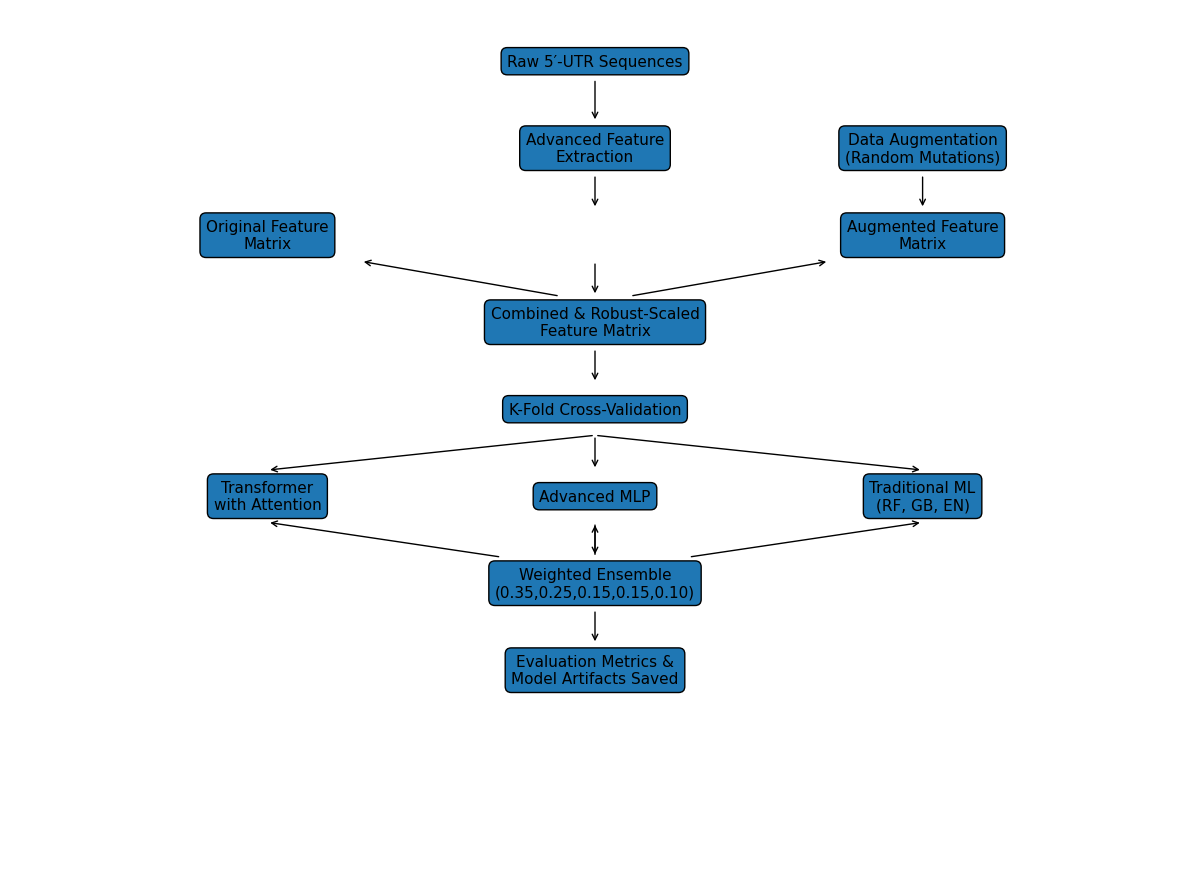 Raw 5′-UTR Sequences
Advanced Feature
Extraction
Data Augmentation
(Random Mutations)
Original Feature
Matrix
Augmented Feature
Matrix
Combined & Robust-Scaled
Feature Matrix
K-Fold Cross-Validation
Transformer
with Attention
Advanced MLP
Traditional ML
(RF, GB, EN)
Weighted Ensemble
(0.35,0.25,0.15,0.15,0.10)
Evaluation Metrics &
Model Artifacts Saved